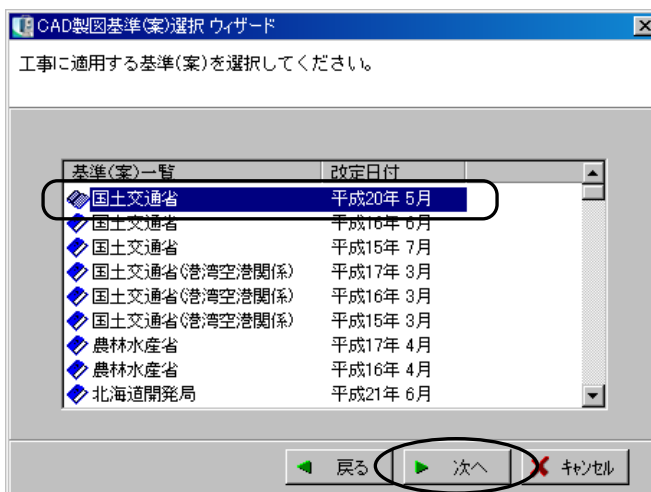 CAD製図基準(案)選択 ウィザード
工事に適用する基準(案)を選択してください。
基準(案)一覧 改定日付
国土交通省 平成20年 5月
国土交通省 平成16年 6月
国土交通省 平成15年 7月
国土交通省(港湾空港関係) 平成17年 3月
国土交通省(港湾空港関係) 平成16年 3月
国土交通省(港湾空港関係) 平成15年 3月
農林水産省 平成17年 4月
農林水産省 平成16年 4月
北海道開発局 平成21年 6月
戻る 次へ キャンセル